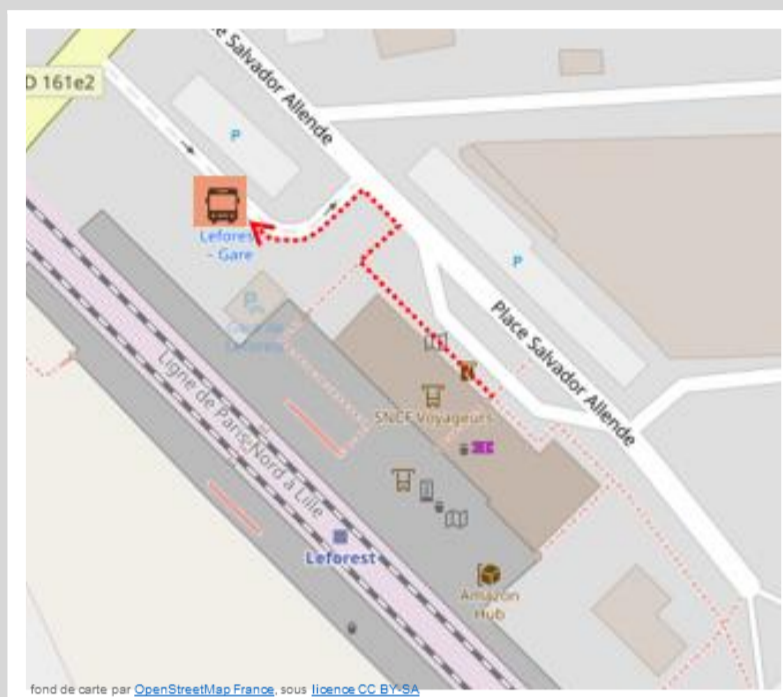 Place Salvador Allende
D 161e2
P
Leforest
- Gare
P
Place Salvador Allende
SNCF Voyageurs
Ligne de Paris-Nord à Lille
Leforest
Amazon
Hub
fond de carte par OpenStreetMap France, sous licence CC BY-SA